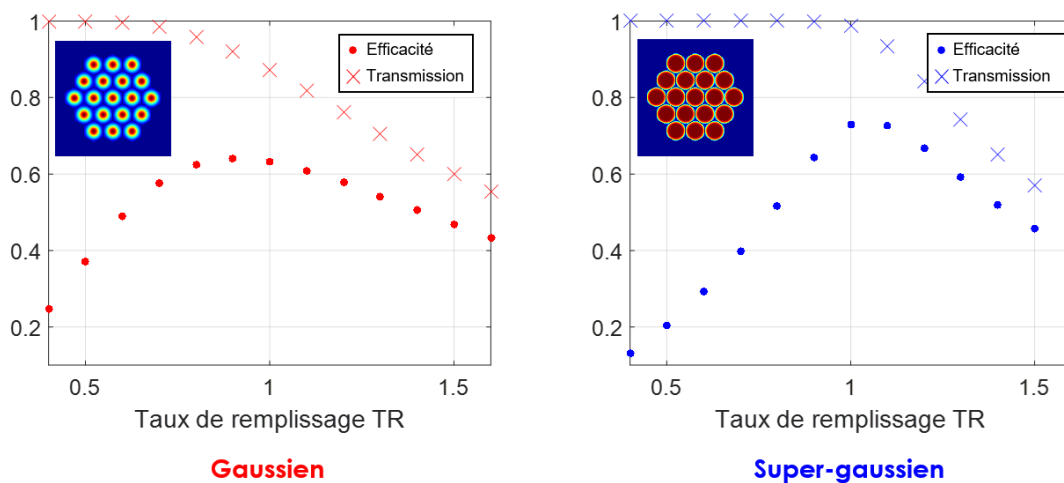 1
0.8
0.6
0.4
0.2
0.5
1
1.5
Efficacité
Transmission
Taux de remplissage TR
Gaussien
1
0.8
0.6
0.4
0.2
0.5
1
1.5
Efficacité
Transmission
Taux de remplissage TR
Super-gaussien